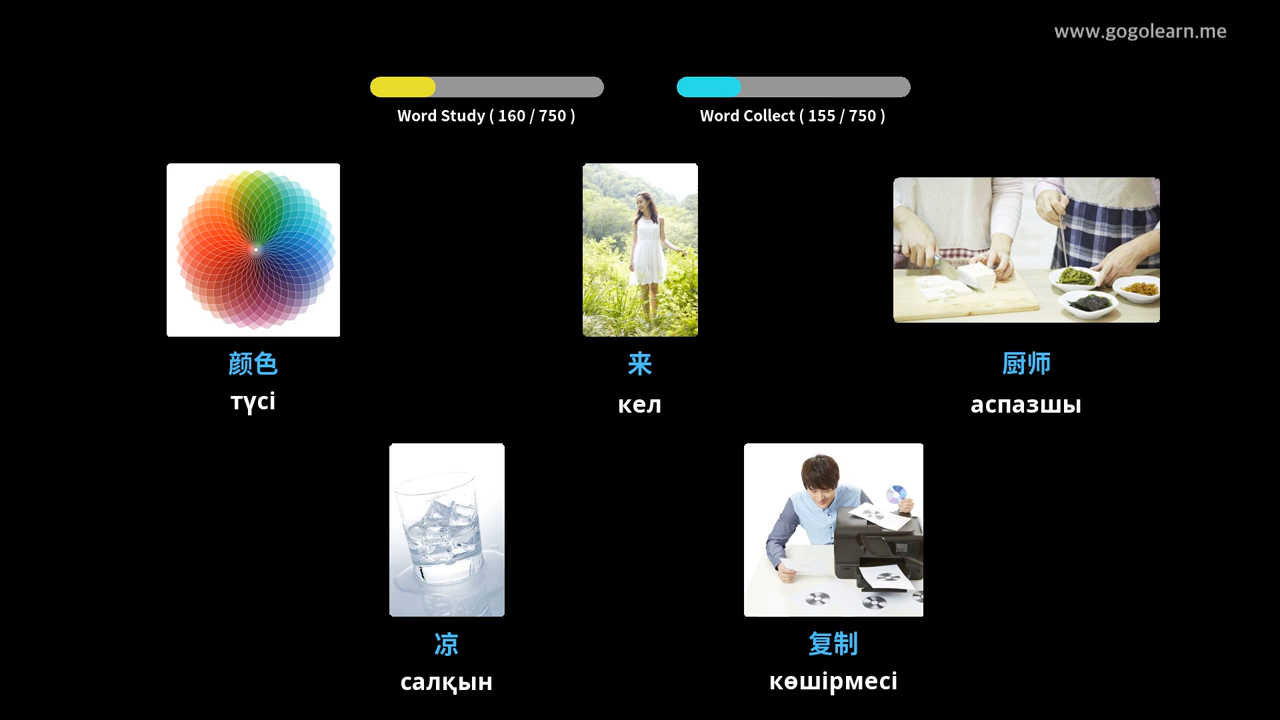 www.gogolearn.me
Word Study ( 160 / 750 )
Word Collect ( 155 / 750 )
颜色
түсі
来
кел
厨师
аспазшы
凉
салқын
复制
көшірмесі